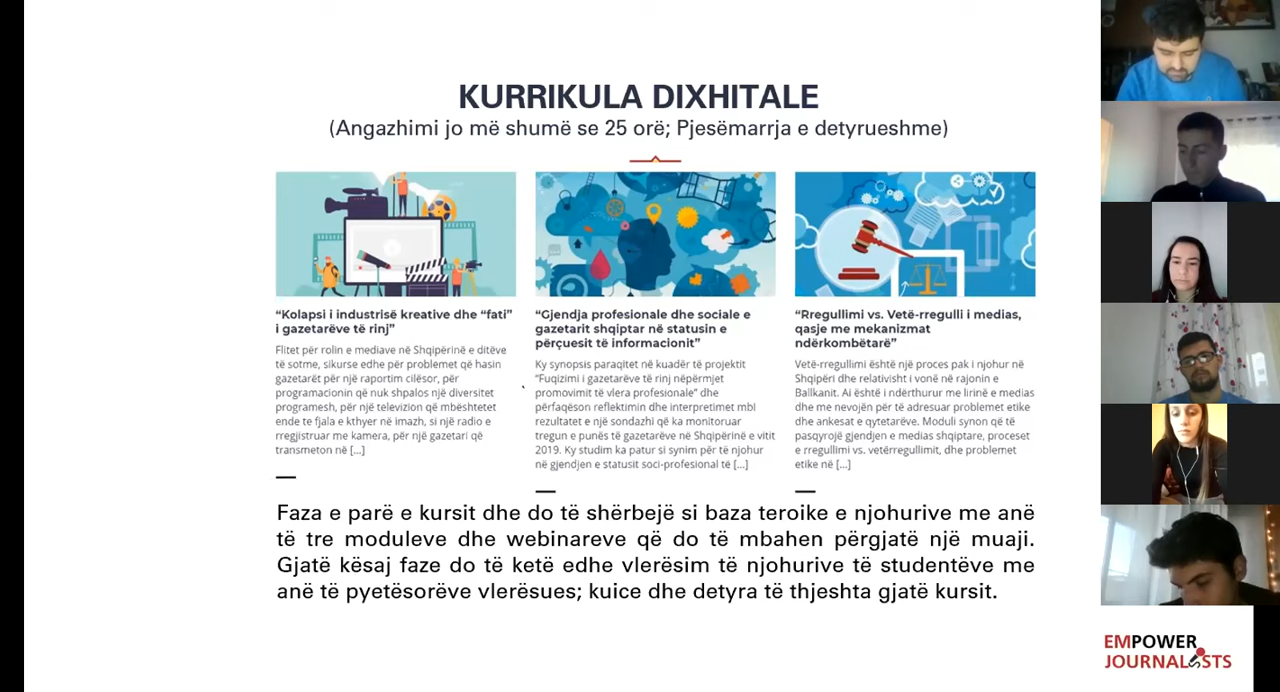 KURRIKULA DIXHITALE
(Angazhimi jo më shumë se 25 orë; Pjesëmarrja e detyrueshme)
“Kolapsi i industrisë kreative dhe “fati”
i gazetarëve të rinj”
Flitet për rolin e mediave në Shqipërinë e ditëve
të sotme, sikurse edhe për problemet që hasin
gazetarët për një raportim cilësor, për
programacionin që nuk shpalos një diversitet
programesh, për një televizion që mbështetet
ende te fjala e kthyer në imazh, si një radio e
rregjistruar me kamera, për një gazetari që
transmeton në [...]
“Gjendja profesionale dhe sociale e
gazetarit shqiptar në statusin e
përçuesit të informacionit”
Ky synopsis paraqitet në kuadër të projektit
“Fuqizimi i gazetarëve të rinj nëpërmjet
promovimit të vlera profesionale” dhe
përfaqëson reflektimin dhe interpretimet mbI
rezultatet e një sondazhi që ka monitoruar
tregun e punës të gazetarëve në Shqipërinë e vitit
2019. Ky studim ka patur si synim për të njohur
në gjendjen e statusit soci-profesional të [...]
“Rregullimi vs. Vetë-rregulli i medias,
qasje me mekanizmat
ndërkombëtarë”
Vetë-rregullimi është një proces pak i njohur në
Shqipëri dhe relativisht i vonë në rajonin e
Ballkanit. Ai është i ndërthurur me lirinë e medias
dhe me nevojën për të adresuar problemet etike
dhe ankesat e qytetarëve. Moduli synon që të
pasqyrojë gjendjen e medias shqiptare, proceset
e rregullimi vs. vetërregullimit, dhe problemet
etike në [...]
Faza e parë e kursit dhe do të shërbejë si baza teroike e njohurive me anë
të tre moduleve dhe webinareve që do të mbahen përgjatë një muaji.
Gjatë kësaj faze do të ketë edhe vlerësim të njohurive të studentëve me
anë të pyetësorëve vlerësues; kuice dhe detyra të thjeshta gjatë kursit.
EMPOWER
JOURNALISTS